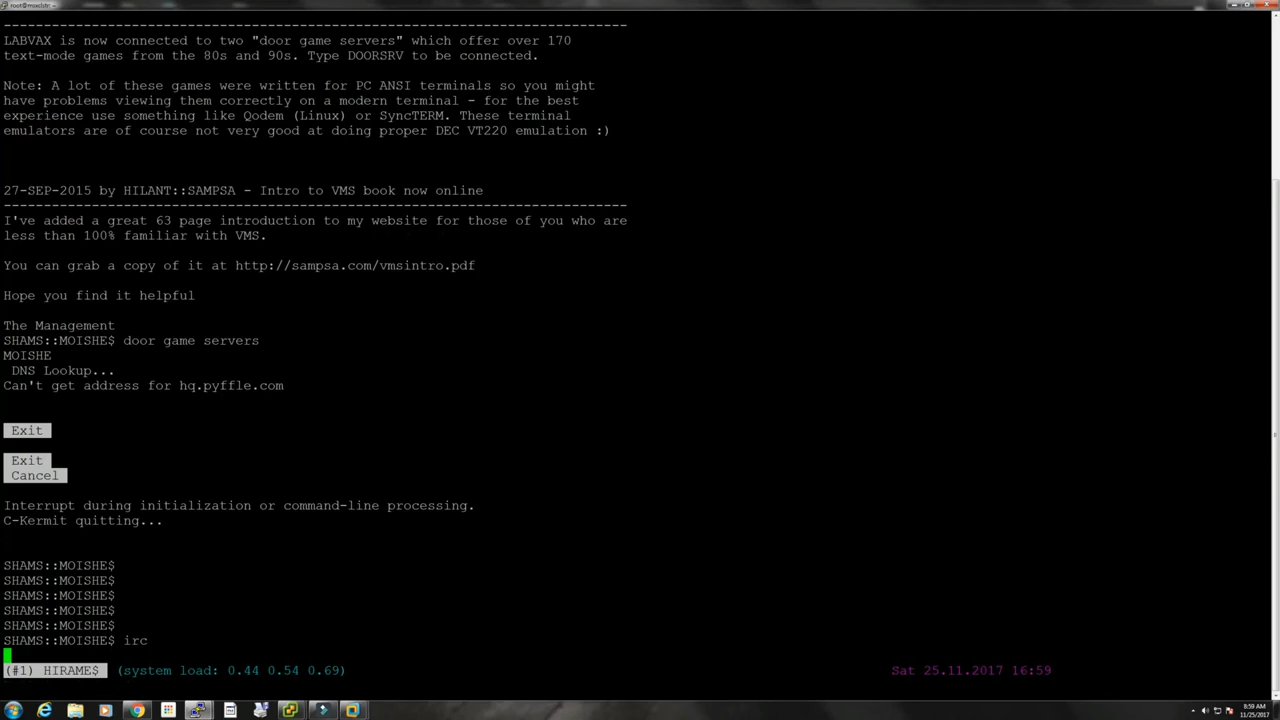 root@moxclstr:
-------------------------------------------------------------------------------
LABVAX is now connected to two "door game servers" which offer over 170
text-mode games from the 80s and 90s. Type DOORSRV to be connected.
Note: A lot of these games were written for PC ANSI terminals so you might
have problems viewing them correctly on a modern terminal - for the best
experience use something like Qodem (Linux) or SyncTERM. These terminal
emulators are of course not very good at doing proper DEC VT220 emulation :)
27-SEP-2015 by HILANT::SAMPSA - Intro to VMS book now online
-------------------------------------------------------------------------------
I've added a great 63 page introduction to my website for those of you who are
less than 100% familiar with VMS.
You can grab a copy of it at http://sampsa.com/vmsintro.pdf
Hope you find it helpful
The Management
SHAMS::MOISHE$ door game servers
MOISHE
DNS Lookup...
Can't get address for hq.pyffle.com
Exit
Exit
Cancel
Interrupt during initialization or command-line processing.
C-Kermit quitting...
SHAMS::MOISHE$
SHAMS::MOISHE$
SHAMS::MOISHE$
SHAMS::MOISHE$
SHAMS::MOISHE$
SHAMS::MOISHE$ irc
(#1) HIRAME$ (system load: 0.44 0.54 0.69) Sat 25.11.2017 16:59
8:59 AM
11/25/2017